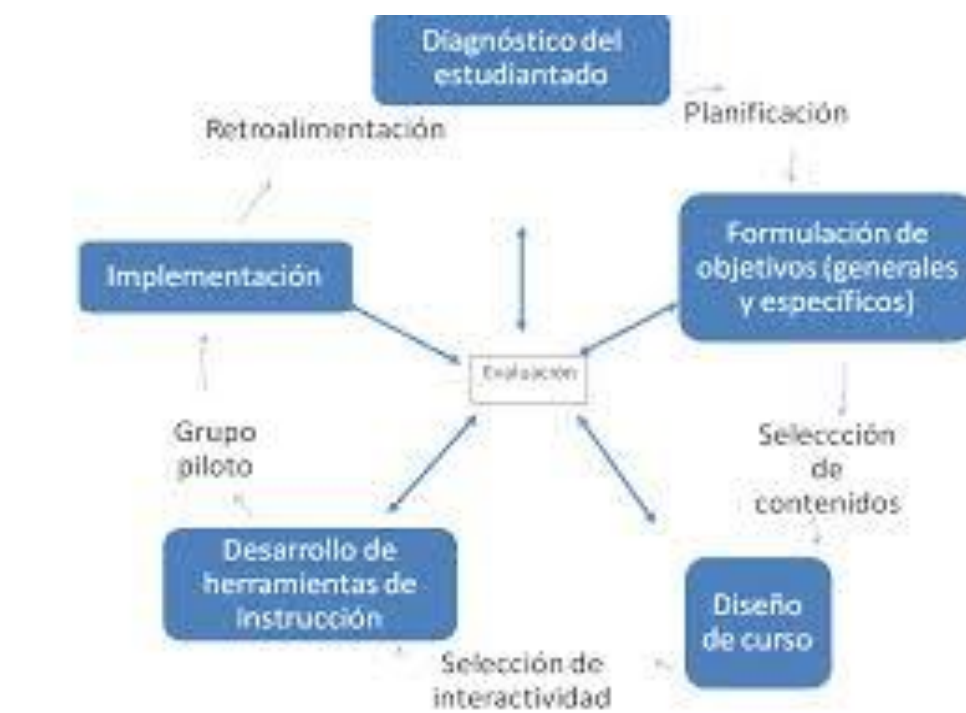 Diagnóstico del
estudiantado
Planificación
Retroalimentación
Formulación de
objetivos (generales
y específicos)
Implementación
Evaluación
Grupo
piloto
Seleccción
de
contenidos
Desarrollo de
herramientas de
instrucción
Diseño
de curso
Selección de
interactividad